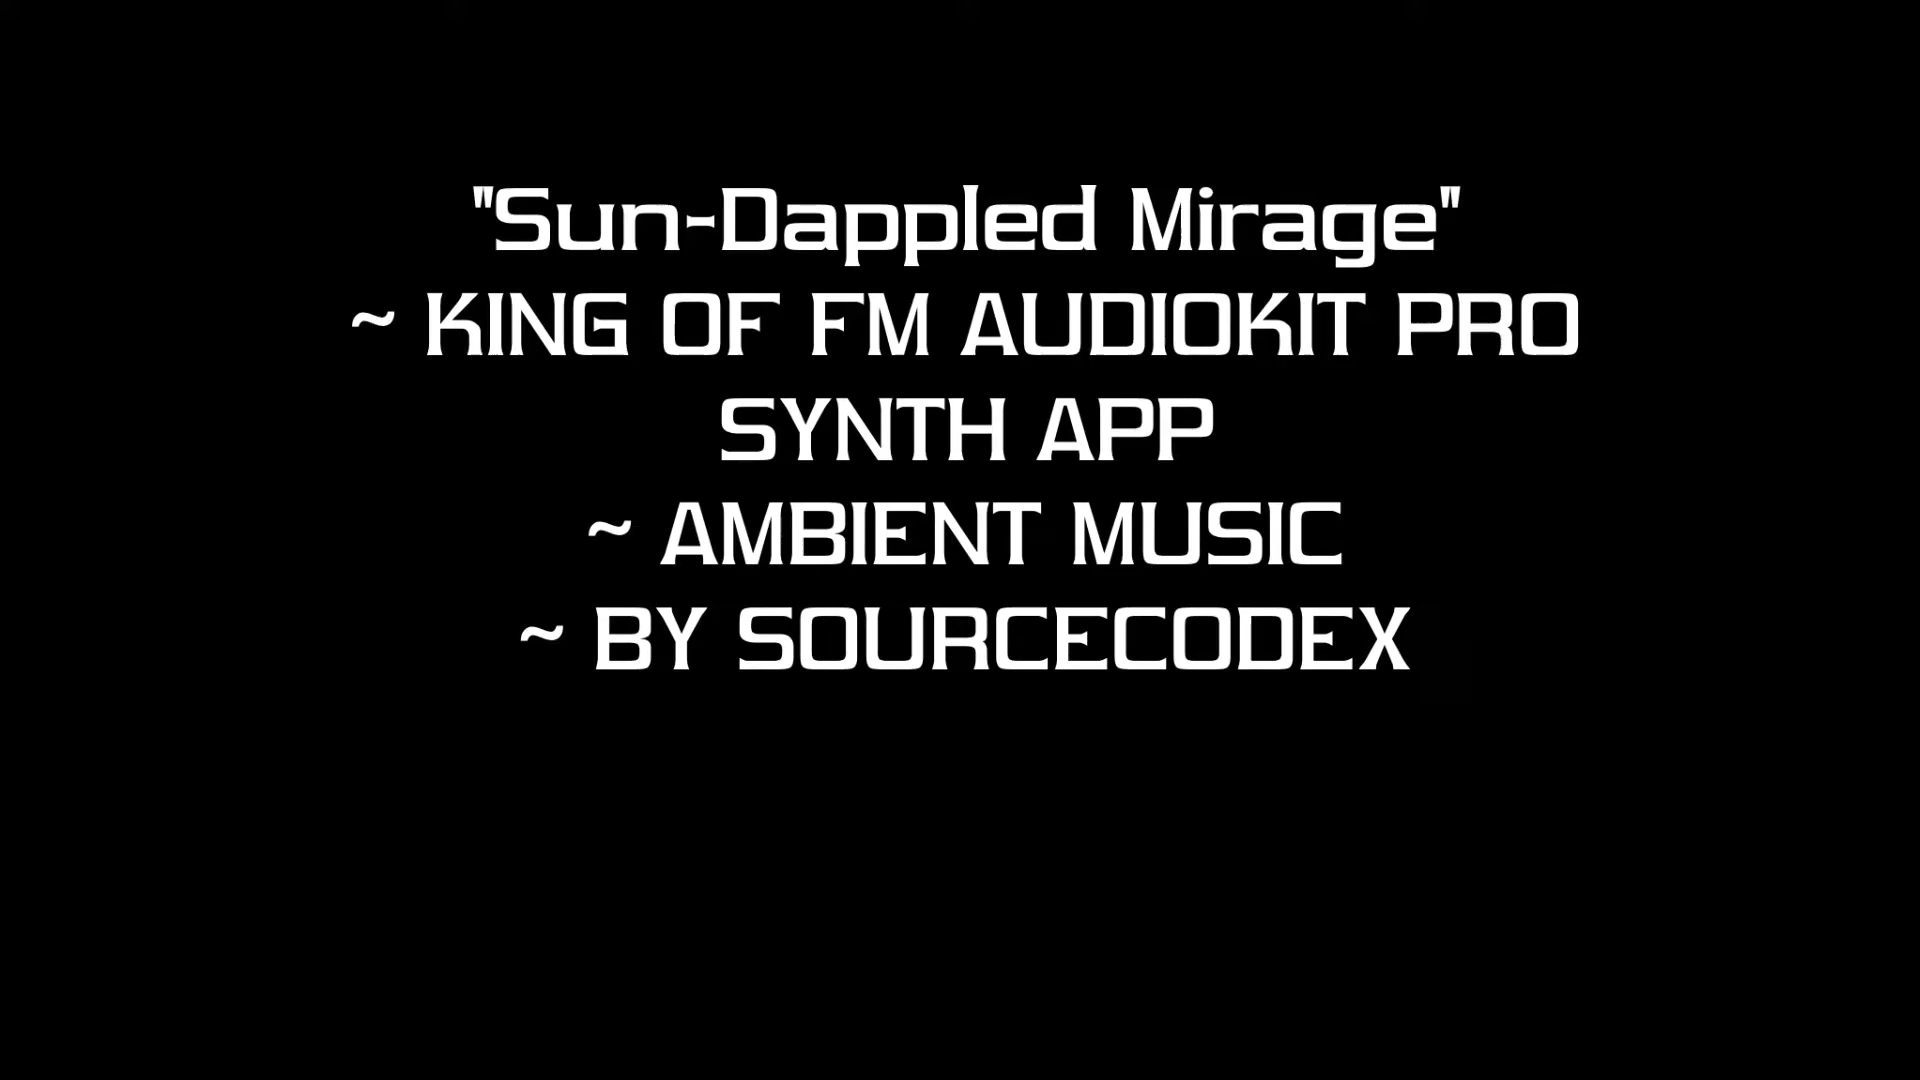 "Sun-Dappled Mirage"
~ KING OF FM AUDIOKIT PRO
SYNTH APP
~ AMBIENT MUSIC
~ BY SOURCECODEX